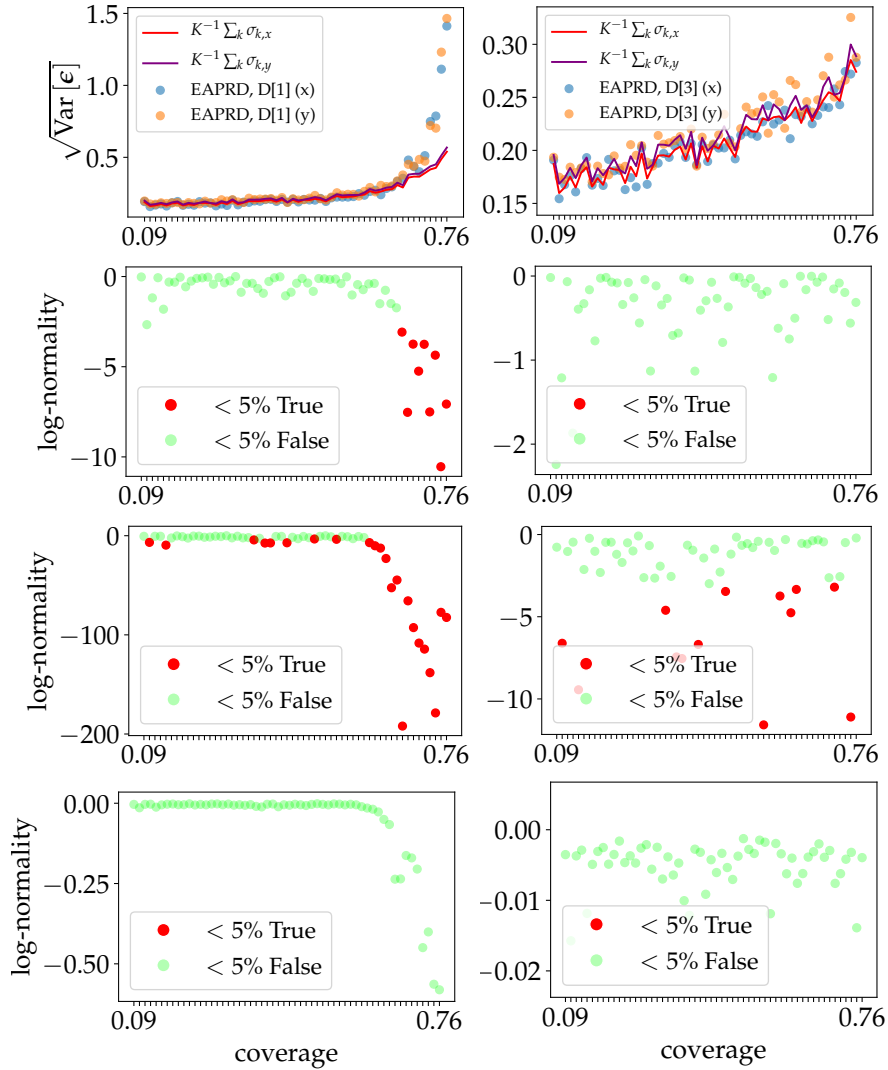 1.5
1.0
0.5
√Var [ϵ]
K⁻¹ ∑ₖ σₖ,ₓ
K⁻¹ ∑ₖ σₖ,ᵧ
EAPRD, D[1] (x)
EAPRD, D[1] (y)
0.09
0.76
0.30
0.25
0.20
0.15
K⁻¹ ∑ₖ σₖ,ₓ
K⁻¹ ∑ₖ σₖ,ᵧ
EAPRD, D[3] (x)
EAPRD, D[3] (y)
0.09
0.76
log-normality
0
−5
−10
< 5% True
< 5% False
0.09
0.76
0
−1
−2
< 5% True
< 5% False
0.09
0.76
log-normality
0
−100
−200
< 5% True
< 5% False
0.09
0.76
0
−5
−10
< 5% True
< 5% False
0.09
0.76
log-normality
0.00
−0.25
−0.50
< 5% True
< 5% False
0.09
0.76
coverage
0.00
−0.01
−0.02
< 5% True
< 5% False
0.09
0.76
coverage